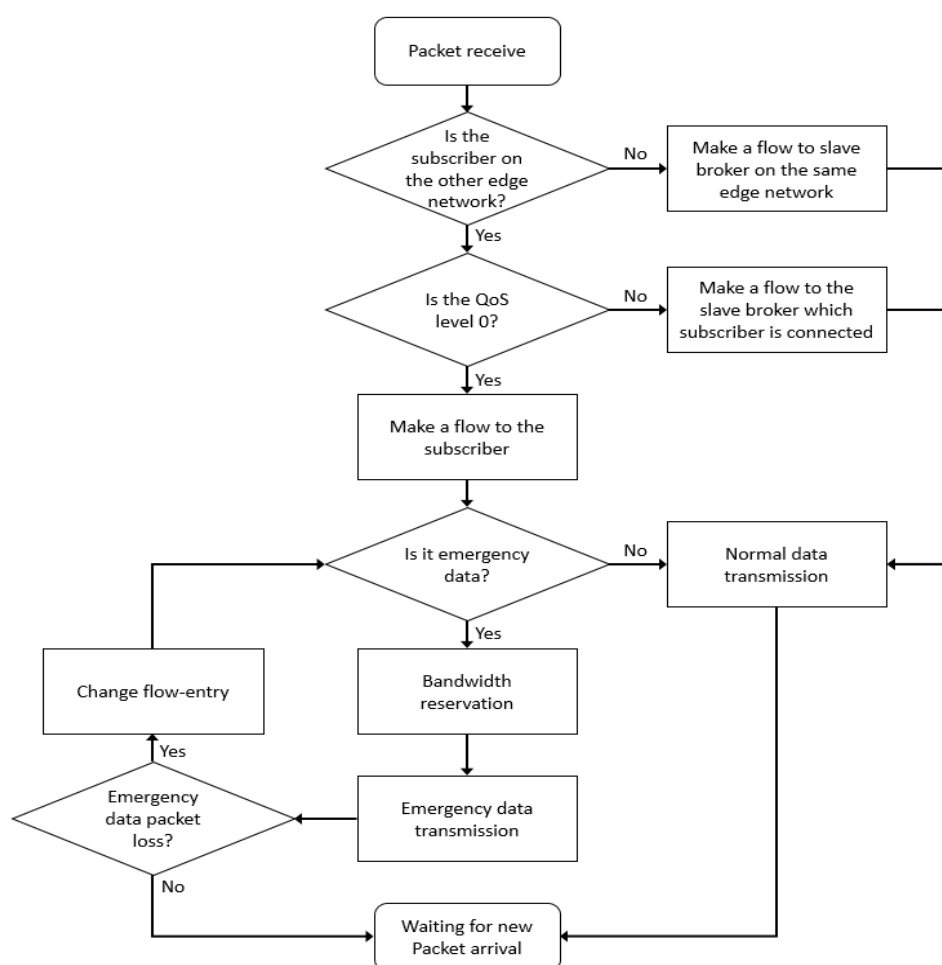 Packet receive
Is the
subscriber on
the other edge
network?
No
Make a flow to slave
broker on the same
edge network
Yes
Is the QoS
level 0?
No
Make a flow to the
slave broker which
subscriber is connected
Yes
Make a flow to the
subscriber
Is it emergency
data?
No
Normal data
transmission
Yes
Change flow-entry
Bandwidth
reservation
Yes
Emergency
data packet
loss?
Emergency data
transmission
No
Waiting for new
Packet arrival